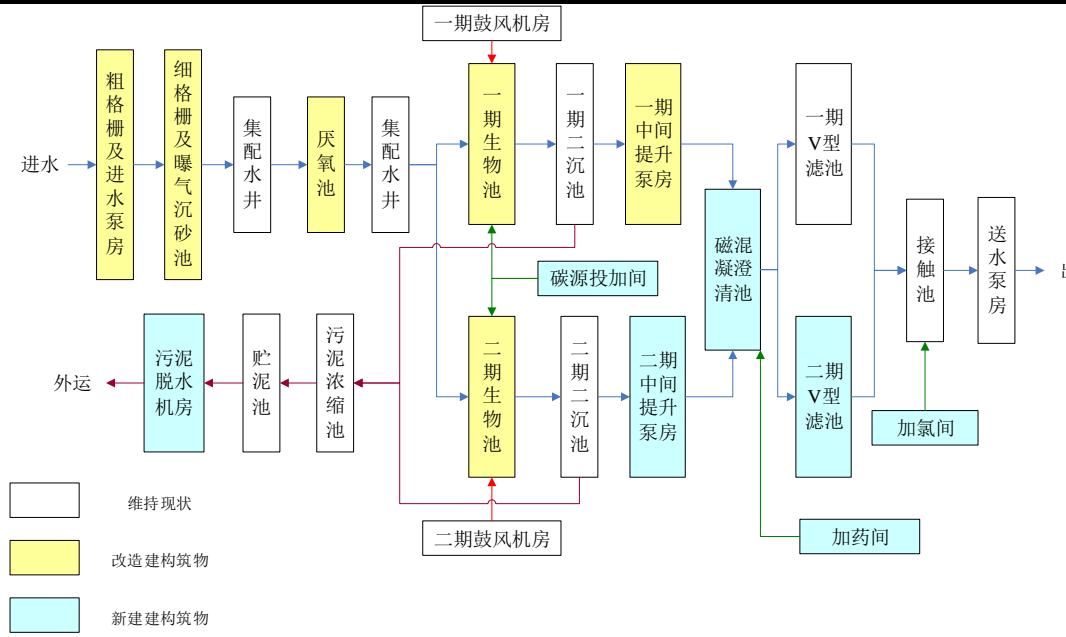 一期鼓风机房
进水
粗格栅及进水泵房
细格栅及曝气沉砂池
集配水井
厌氧池
集配水井
一期生物池
一期二沉池
一期
中间
提升
泵房
磁混
凝澄
清池
一期
V型
滤池
接触池
送水泵房
碳源投加间
外运
污泥
脱水
机房
贮泥池
污泥浓缩池
二期生物池
二期二沉池
二期
中间
提升
泵房
二期
V型
滤池
加氯间
二期鼓风机房
加药间
维持现状
改造建构筑物
新建建构筑物